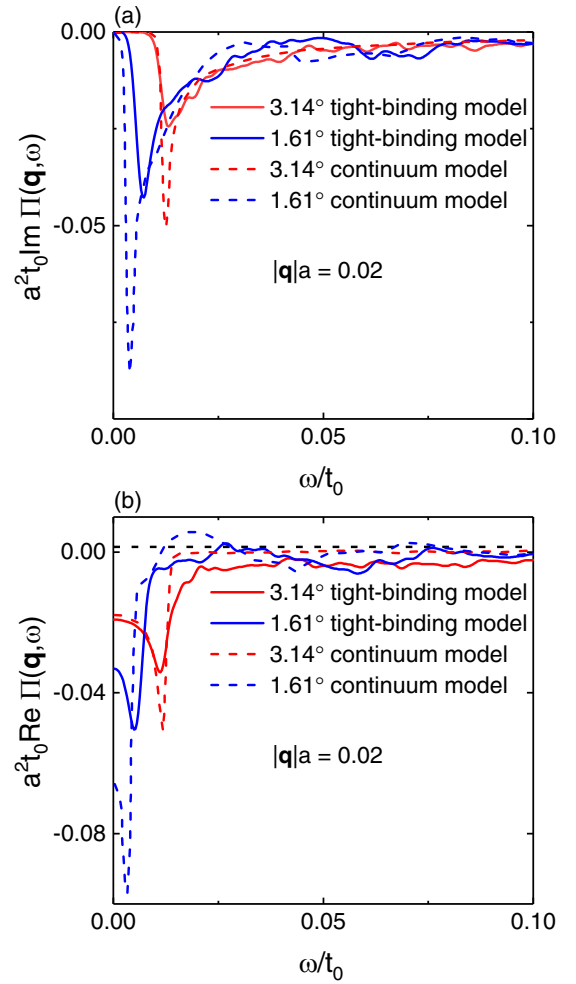 (a)
0.00
-0.05
a²t₀Im Π(q,ω)
3.14° tight-binding model
1.61° tight-binding model
3.14° continuum model
1.61° continuum model
|q|a = 0.02
0.00 0.05 0.10
ω/t₀
(b)
0.00
-0.04
-0.08
a²t₀Re Π(q,ω)
3.14° tight-binding model
1.61° tight-binding model
3.14° continuum model
1.61° continuum model
|q|a = 0.02
0.00 0.05 0.10
ω/t₀